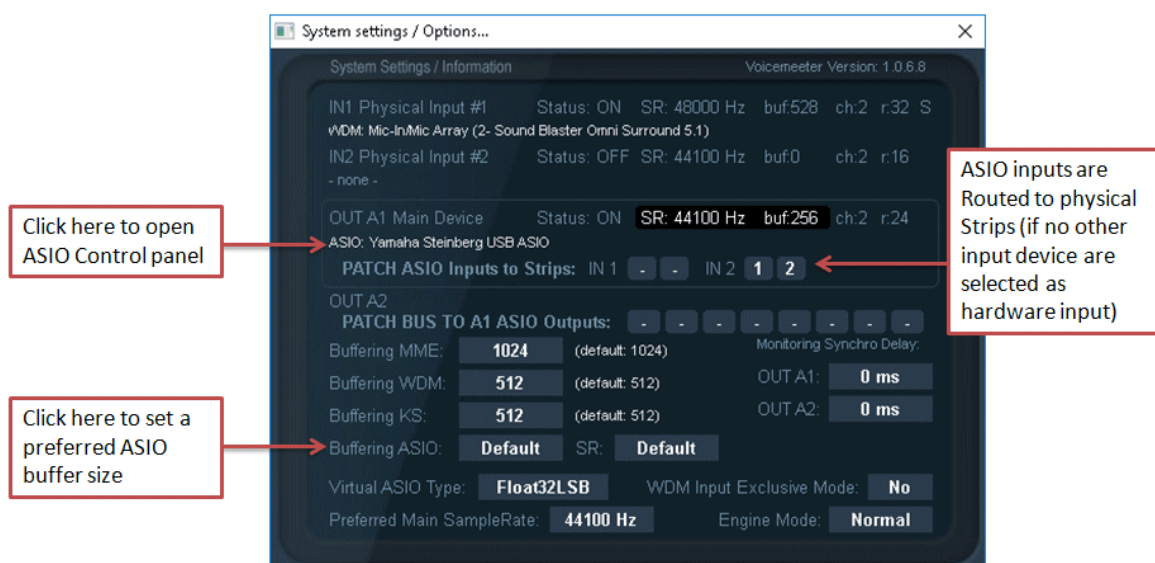 System settings / Options...
System Settings / Information Voicemeeter Version: 1.0.6.8
IN1 Physical Input #1 Status: ON SR: 48000 Hz buf:528 ch:2 r:32 S
WDM: Mic-In/Mic Array (2- Sound Blaster Omni Surround 5.1)
IN2 Physical Input #2 Status: OFF SR: 44100 Hz buf:0 ch:2 r:16
- none -
OUT A1 Main Device Status: ON SR: 44100 Hz buf:256 ch:2 r:24
ASIO: Yamaha Steinberg USB ASIO
PATCH ASIO Inputs to Strips: IN 1 - - IN 2 1 2
OUT A2
PATCH BUS TO A1 ASIO Outputs: - - - - - - - -
Buffering MME: 1024 (default: 1024) Monitoring Synchro Delay:
Buffering WDM: 512 (default: 512) OUT A1: 0 ms
Buffering KS: 512 (default: 512) OUT A2: 0 ms
Buffering ASIO: Default SR: Default
Virtual ASIO Type: Float32LSB WDM Input Exclusive Mode: No
Preferred Main SampleRate: 44100 Hz Engine Mode: Normal
Click here to open
ASIO Control panel
Click here to set a
preferred ASIO
buffer size
ASIO inputs are
Routed to physical
Strips (if no other
input device are
selected as
hardware input)